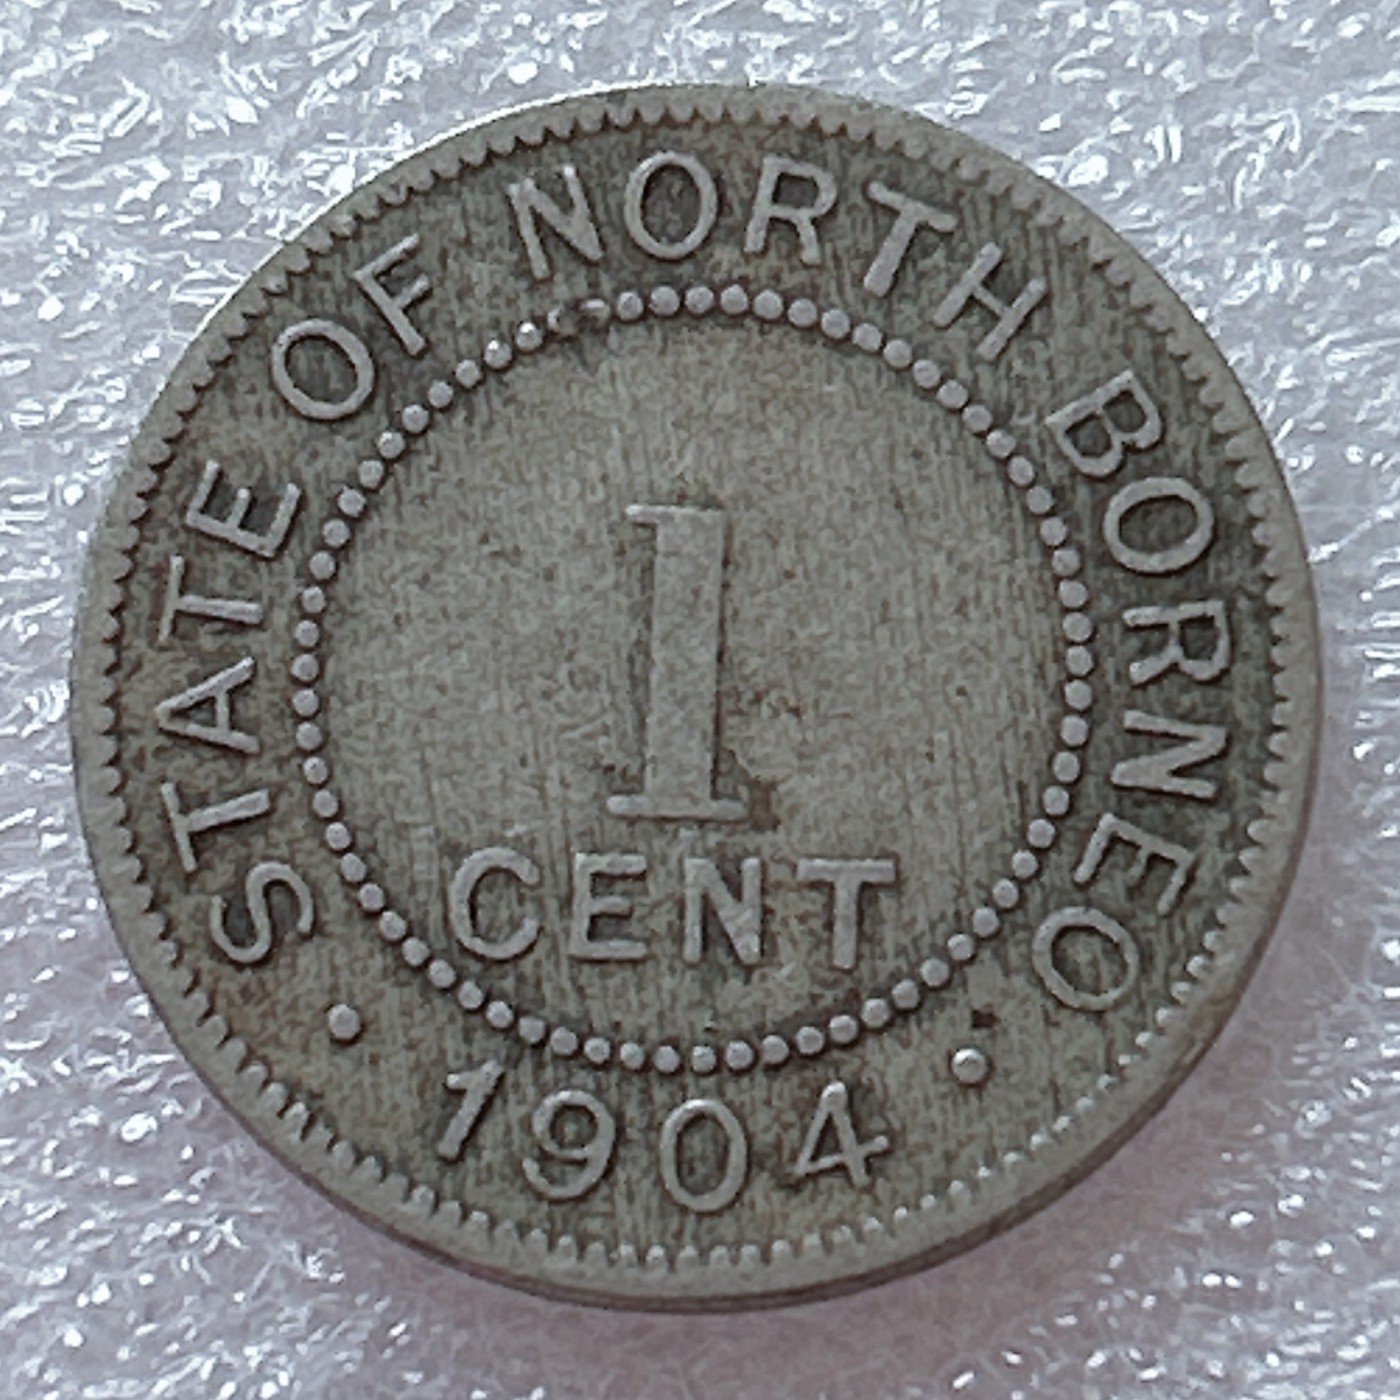 STATE OF NORTH BORNEO
1
CENT
· 1904 ·